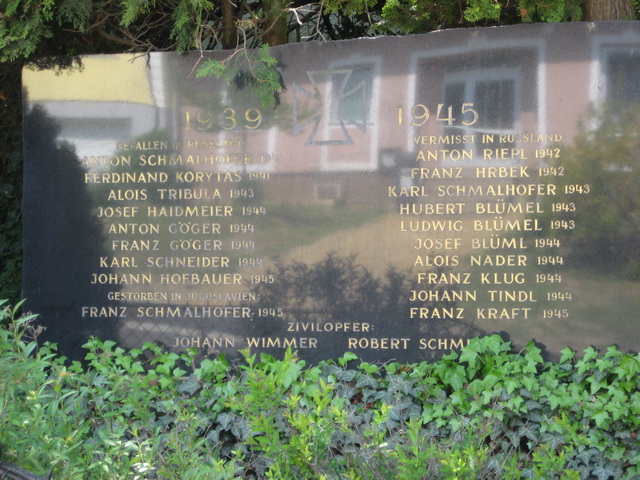 1939 1945
GEFALLEN
ANTON SCHMALHOFER
FERDINAND KORYTAS 1941
ALOIS TRIBULA 1943
JOSEF HAIDMEIER 1944
ANTON GÖGER 1944
FRANZ GÖGER 1944
KARL SCHNEIDER 1944
JOHANN HOFBAUER 1945
GESTORBEN IN JUGOSLAVIEN:
FRANZ SCHMALHOFER 1945
VERMISST IN RUSSLAND
ANTON RIEPL 1942
FRANZ HRBEK 1942
KARL SCHMALHOFER 1943
HUBERT BLÜMEL 1943
LUDWIG BLÜMEL 1943
JOSEF BLÜML 1944
ALOIS NADER 1944
FRANZ KLUG 1944
JOHANN TINDL 1944
FRANZ KRAFT 1945
ZIVILOPFER:
JOHANN WIMMER ROBERT